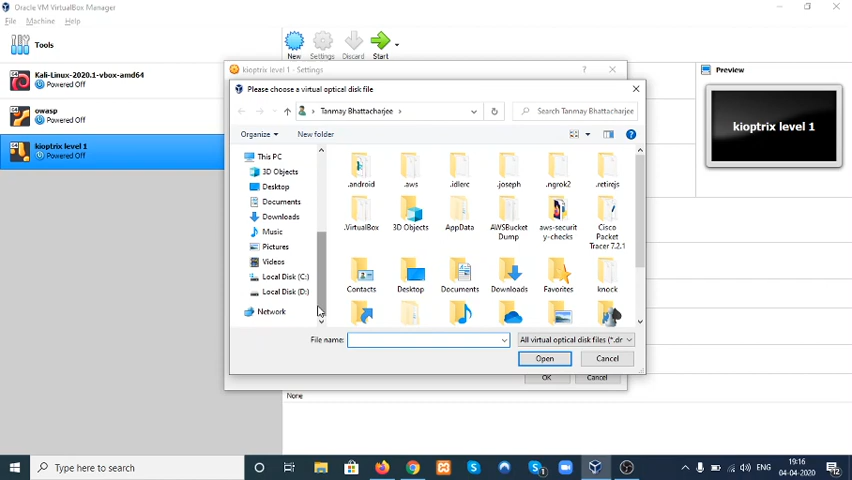 Oracle VM VirtualBox Manager
File Machine Help
Tools
New Settings Discard Start
Kali-Linux-2020.1-vbox-amd64
Powered Off
owasp
Powered Off
kioptrix level 1
Powered Off
kioptrix level 1 - Settings
Please choose a virtual optical disk file
Tanmay Bhattacharjee
Search Tanmay Bhattacharjee
Organize New folder
This PC
3D Objects
Desktop
Documents
Downloads
Music
Pictures
Videos
Local Disk (C:)
Local Disk (D:)
Network
.android .aws .idlerc .joseph .ngrok2 .retirejs
.VirtualBox 3D Objects AppData AWSBucket Dump aws-securit y-checks Cisco Packet Tracer 7.2.1
Contacts Desktop Documents Downloads Favorites knock
File name:
All virtual optical disk files (*.dr
Open Cancel
OK Cancel
None
Preview
kioptrix level 1
Type here to search
ENG
19:16
04-04-2020
12